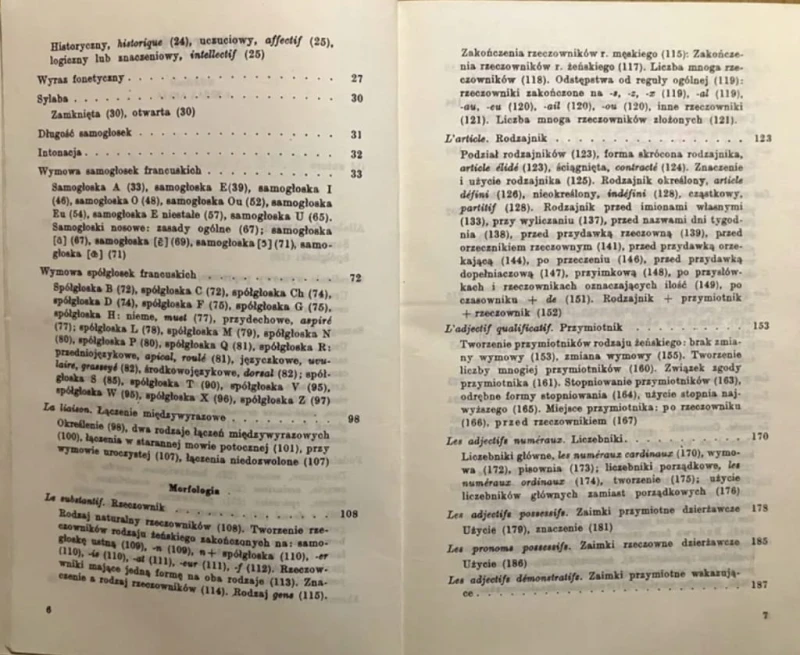 Historyczny, historique (24), uczuciowy, affectif (25),
logiczny lub znaczeniowy, intellectif (25)
Wyraz fonetyczny . . . . . . . . . . . . . . . 27
Sylaba . . . . . . . . . . . . . . . . . . . . 30
Zamknięta (30), otwarta (30)
Długość samogłosek . . . . . . . . . . . . . . 31
Intonacja . . . . . . . . . . . . . . . . . . . 32
Wymowa samogłosek francuskich . . . . . . . . . 33
Samogłoska A (33), samogłoska E(39), samogłoska I
(46), samogłoska O (48), samogłoska Ou (52), samogłoska
Eu (54), samogłoska E niestałe (57), samogłoska U (65).
Samogłoski nosowe: zasady ogólne (67); samogłoska
[ɑ̃] (67), samogłoska [ɛ̃] (69), samogłoska [ɔ̃] (71), samo-
głoska [œ̃] (71)
Wymowa spółgłosek francuskich . . . . . . . . . 72
Spółgłoska B (72), spółgłoska C (72), spółgłoska Ch (74),
spółgłoska D (74), spółgłoska F (75), spółgłoska G (75),
spółgłoska H: nieme, muet (77), przydechowe, aspiré
(77); spółgłoska L (78), spółgłoska M (79), spółgłoska N
(80), spółgłoska P (80), spółgłoska Q (81), spółgłoska R:
przedniojęzykowe, apical, roulé (81), języczkowe, uvu-
laire, grasseyé (82), środkowojęzykowe, dorsal (82); spół-
głoska S (85), spółgłoska T (90), spółgłoska V (95),
spółgłoska W (95), spółgłoska X (96), spółgłoska Z (97)
La liaison. Łączenie międzywyrazowe . . . . . . 98
Określenie (98), dwa rodzaje łączeń międzywyrazowych
(100), łączenia w starannej mowie potocznej (101), przy
wymowie uroczystej (107), łączenia niedozwolone (107)
Morfologia
Le substantif. Rzeczownik . . . . . . . . . . . 108
Rodzaj naturalny rzeczowników (108). Tworzenie rze-
czowników rodzaju żeńskiego zakończonych na: samo-
głoskę ustną (109), -n (109), n + spółgłoska (110), -er
(110), -is (110), -al (111), -eur (111), -f (112). Rzeczow-
niki mające jedną formę na oba rodzaje (113). Zna-
czenie a rodzaj rzeczowników (114). Rodzaj gens (115).
6
Zakończenia rzeczowników r. męskiego (115): Zakończe-
nia rzeczowników r. żeńskiego (117). Liczba mnoga rze-
czowników (118). Odstępstwa od reguły ogólnej (119):
rzeczowniki zakończone na -s, -z, -x (119), -al (119),
-au, -eu (120), -ail (120), -ou (120), inne rzeczowniki
(121). Liczba mnoga rzeczowników złożonych (121).
L'article. Rodzajnik . . . . . . . . . . . . . . 123
Podział rodzajników (123), forma skrócona rodzajnika,
article élidé (123), ściągnięta, contracté (124). Znaczenie
i użycie rodzajnika (125). Rodzajnik określony, article
défini (126), nieokreślony, indéfini (128), cząstkowy,
partitif (128). Rodzajnik przed imionami własnymi
(133), przy wyliczaniu (137), przed nazwami dni tygod-
nia (138), przed przydawką rzeczowną (139), przed
orzecznikiem rzeczownym (141), przed przydawką orze-
kającą (144), po przeczeniu (146), przed przydawką
dopełniaczową (147), przyimkową (148), po przysłów-
kach i rzeczownikach oznaczających ilość (149), po
czasowniku + de (151). Rodzajnik + przymiotnik
+ rzeczownik (152)
L'adjectif qualificatif. Przymiotnik . . . . . . . 153
Tworzenie przymiotników rodzaju żeńskiego: brak zmia-
ny wymowy (153), zmiana wymowy (155). Tworzenie
liczby mnogiej przymiotników (160). Związek zgody
przymiotnika (161). Stopniowanie przymiotników (163),
odrębne formy stopniowania (164), użycie stopnia naj-
wyższego (165). Miejsce przymiotnika: po rzeczowniku
(166), przed rzeczownikiem (167)
Les adjectifs numéraux. Liczebniki. . . . . . . . 170
Liczebniki główne, les numéraux cardinaux (170), wymo-
wa (172), pisownia (173); liczebniki porządkowe, les
numéraux ordinaux (174), tworzenie (175); użycie
liczebników głównych zamiast porządkowych (176)
Les adjectifs possessifs. Zaimki przymiotne dzierżawcze 178
Użycie (179), znaczenie (181)
Les pronoms possessifs. Zaimki rzeczowne dzierżawcze 185
Użycie (186)
Les adjectifs démonstratifs. Zaimki przymiotne wskazują-
ce . . . . . . . . . . . . . . . . . . . . . . . 187
7